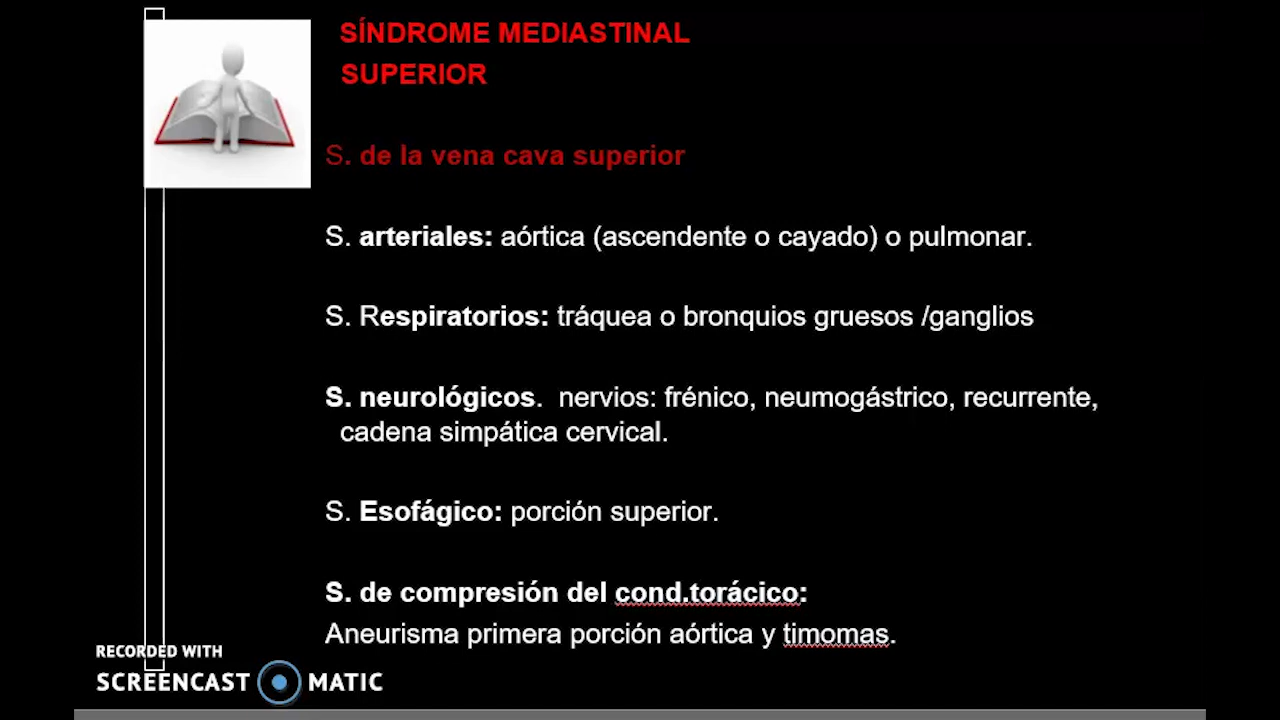 SÍNDROME MEDIASTINAL
SUPERIOR
S. de la vena cava superior
S. arteriales: aórtica (ascendente o cayado) o pulmonar.
S. Respiratorios: tráquea o bronquios gruesos /ganglios
S. neurológicos.  nervios: frénico, neumogástrico, recurrente,
cadena simpática cervical.
S. Esofágico: porción superior.
S. de compresión del cond.torácico:
Aneurisma primera porción aórtica y timomas.
RECORDED WITH
SCREENCAST MATIC